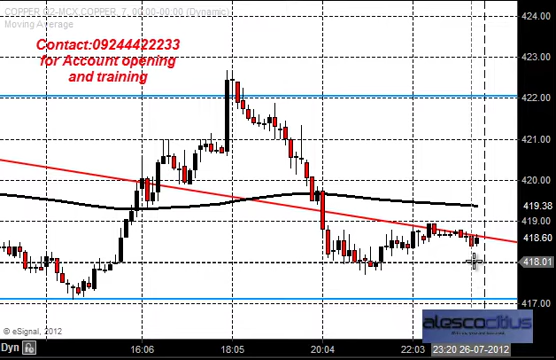 COPPER #2-MCX,COPPER, 7, 00:00-00:00 (Dynamic)
Moving Average
Contact:09244422233
for Account opening
and training
424.00
423.00
422.00
421.00
420.00
419.38
419.00
418.60
418.01
417.00
© eSignal, 2012
alescocitius
Dyn
16:06
18:05
20:04
22:03
23:20 26-07-2012